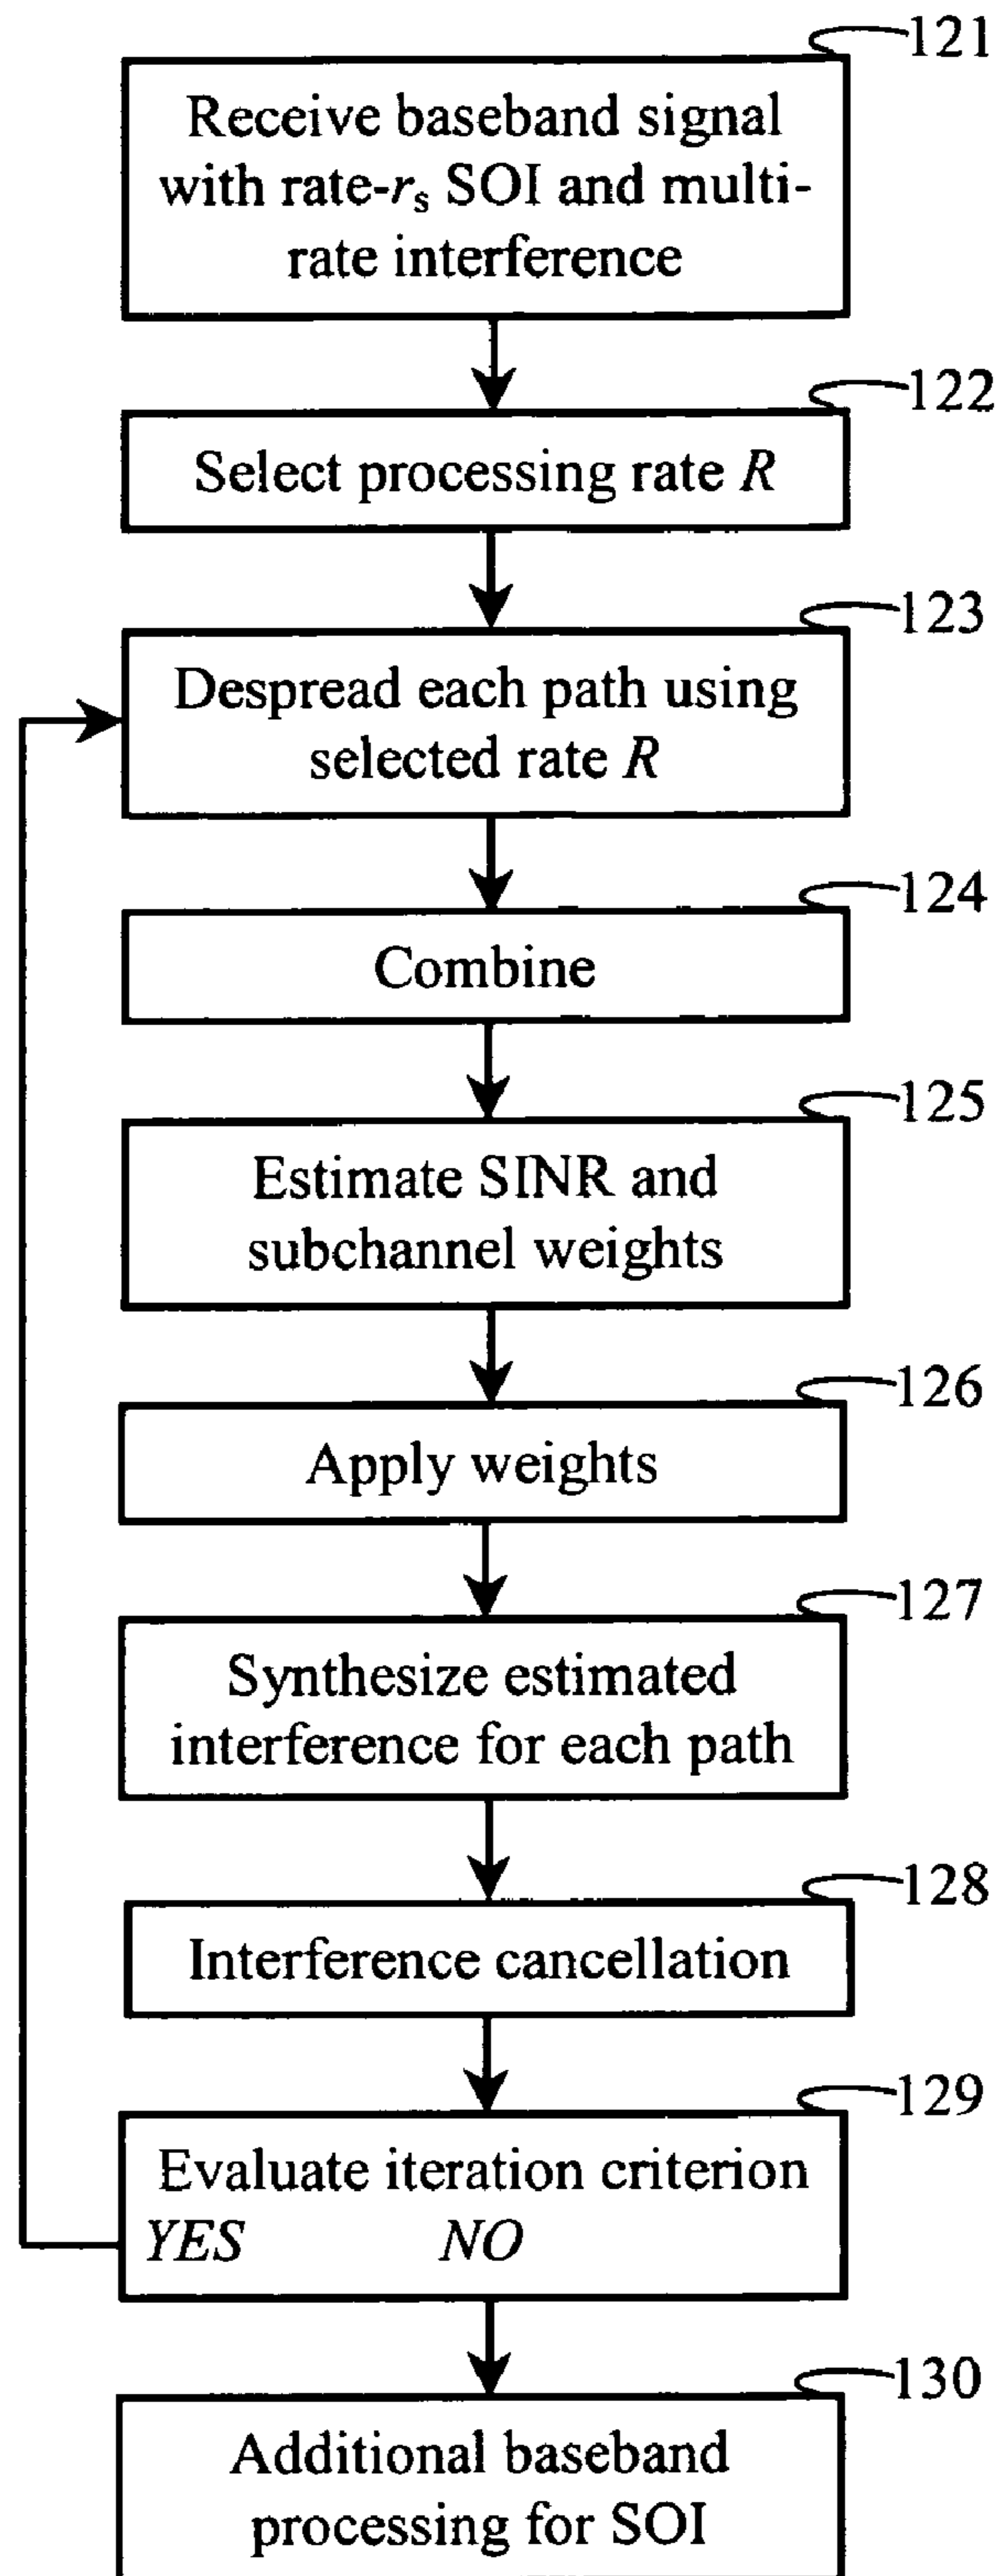 121
Receive baseband signal
with rate-rs SOI and multi-
rate interference
122
Select processing rate R
123
Despread each path using
selected rate R
124
Combine
125
Estimate SINR and
subchannel weights
126
Apply weights
127
Synthesize estimated
interference for each path
128
Interference cancellation
129
Evaluate iteration criterion
YES NO
130
Additional baseband
processing for SOI